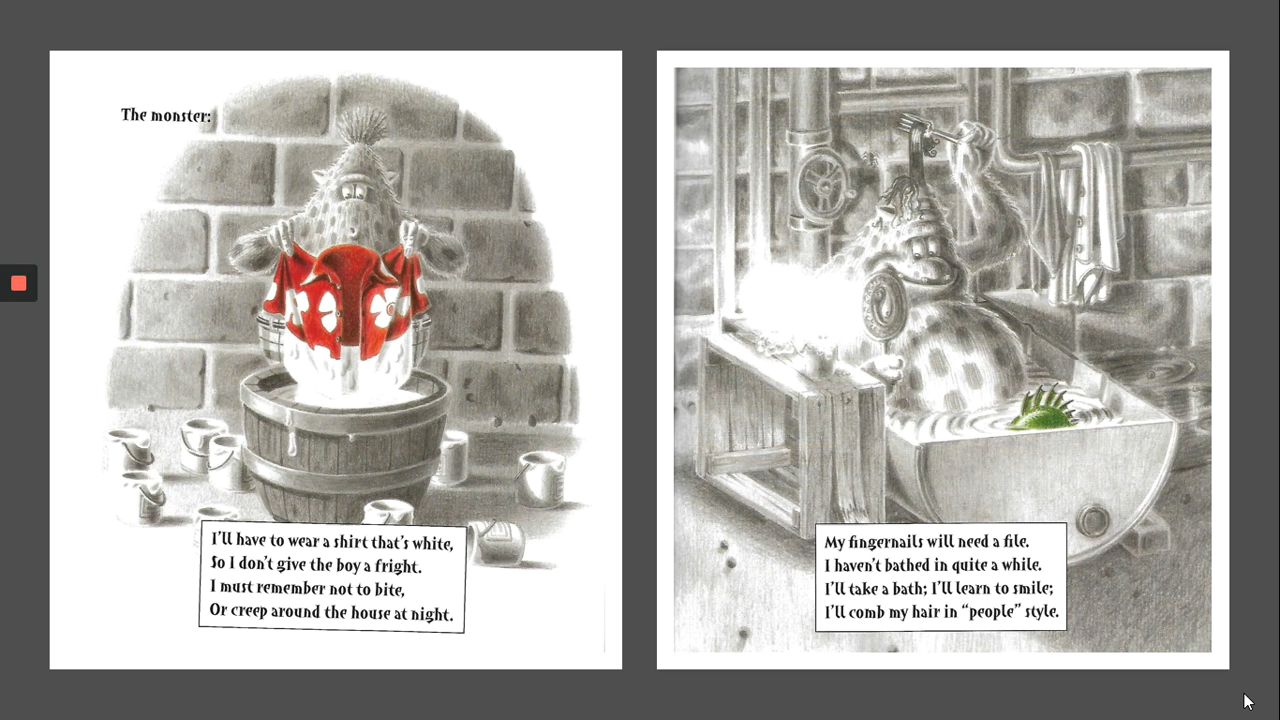 The monster:
I'll have to wear a shirt that's white,
So I don't give the boy a fright.
I must remember not to bite,
Or creep around the house at night.
My fingernails will need a file.
I haven't bathed in quite a while.
I'll take a bath; I'll learn to smile;
I'll comb my hair in “people” style.